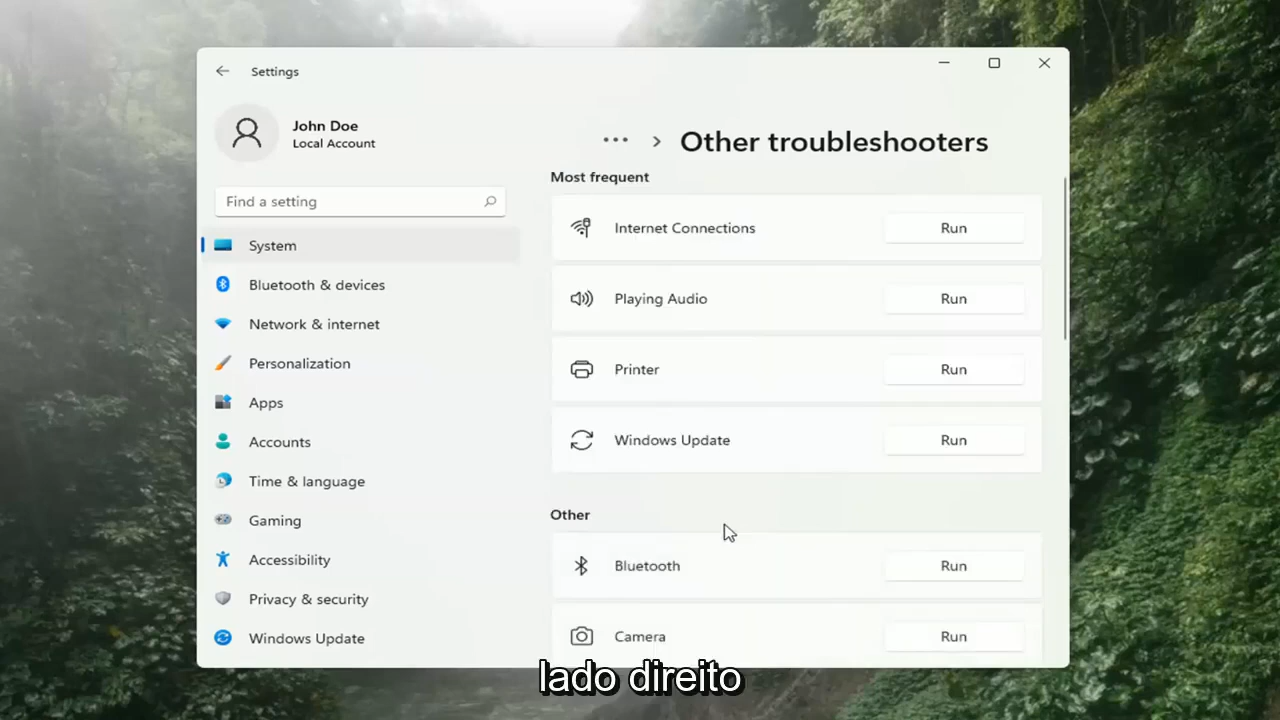 Settings
John Doe
Local Account
Find a setting
System
Bluetooth & devices
Network & internet
Personalization
Apps
Accounts
Time & language
Gaming
Accessibility
Privacy & security
Windows Update
... > Other troubleshooters
Most frequent
Internet Connections Run
Playing Audio Run
Printer Run
Windows Update Run
Other
Bluetooth Run
Camera Run
lado direito